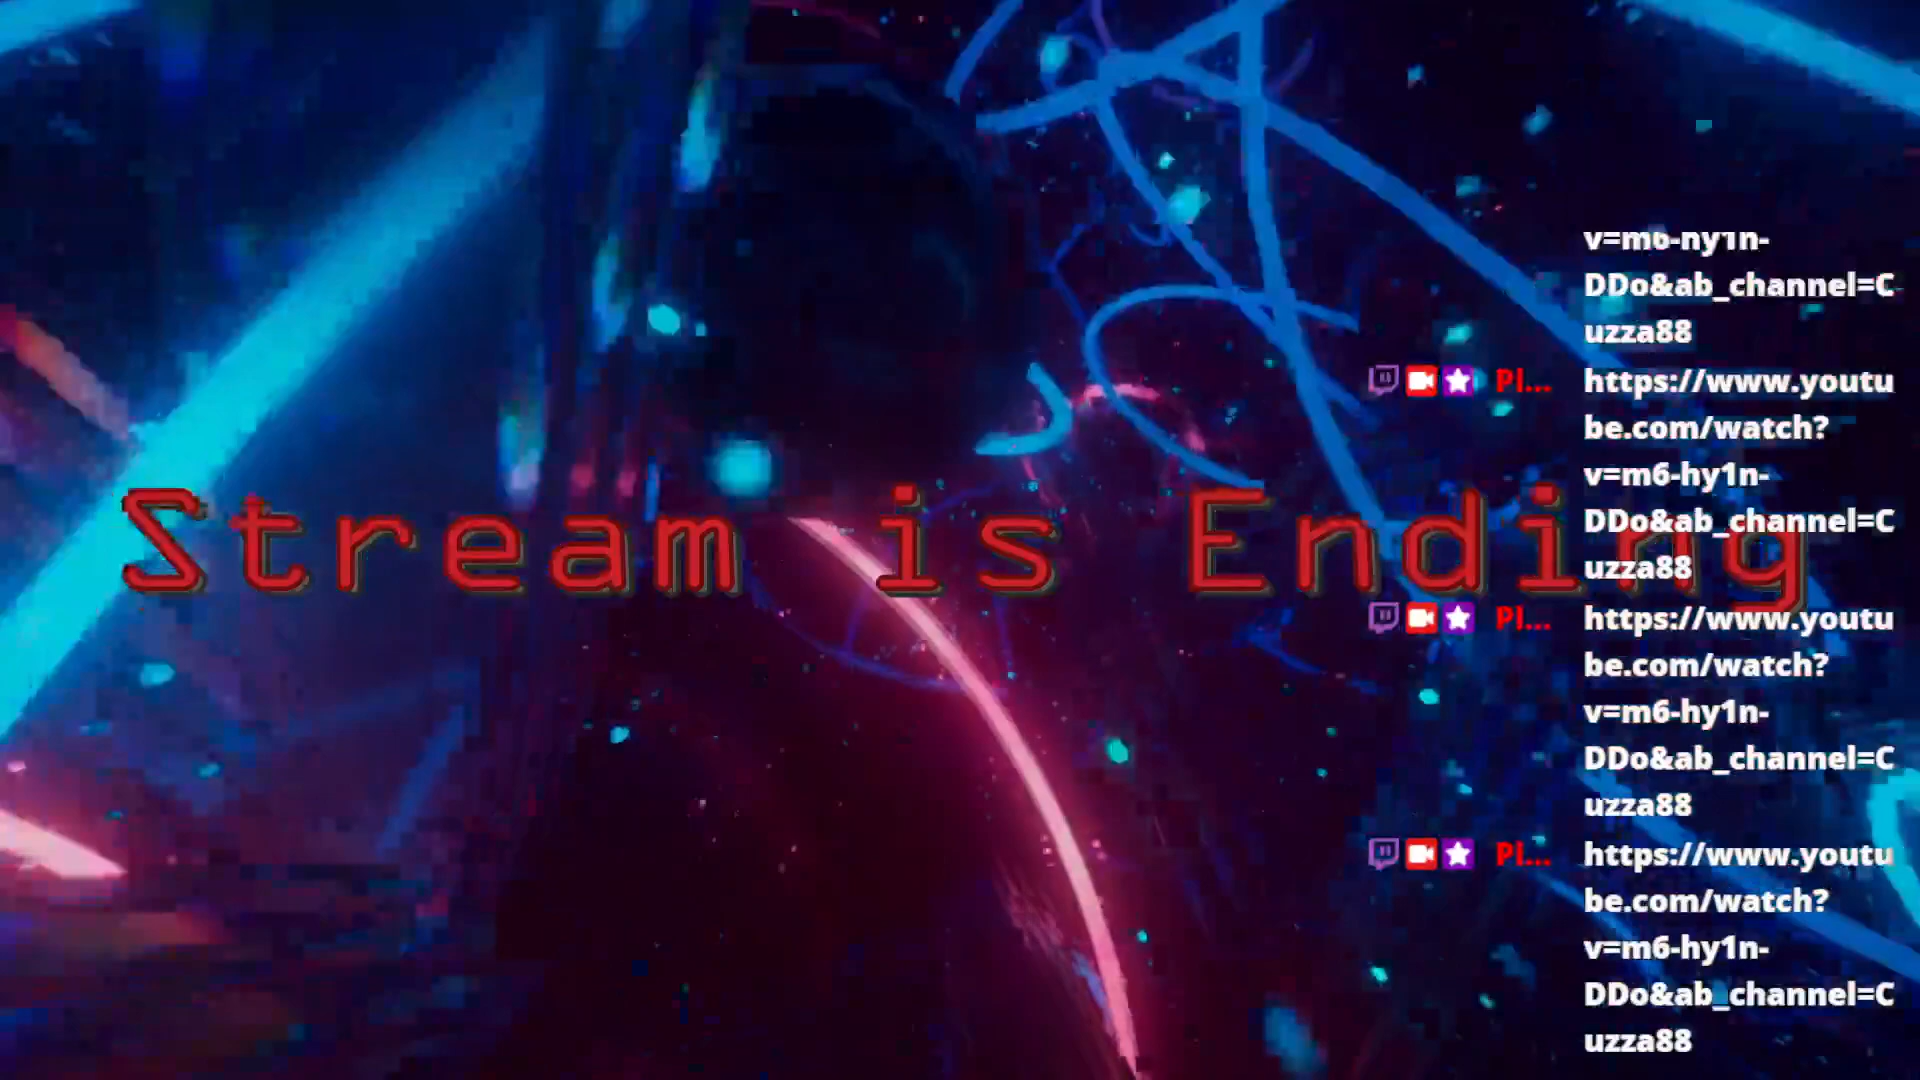 v=m6-hy1n-
DDo&ab_channel=C
uzza88
Pl... https://www.youtu
be.com/watch?
v=m6-hy1n-
DDo&ab_channel=C
Stream is Ending
uzza88
Pl... https://www.youtu
be.com/watch?
v=m6-hy1n-
DDo&ab_channel=C
uzza88
Pl... https://www.youtu
be.com/watch?
v=m6-hy1n-
DDo&ab_channel=C
uzza88